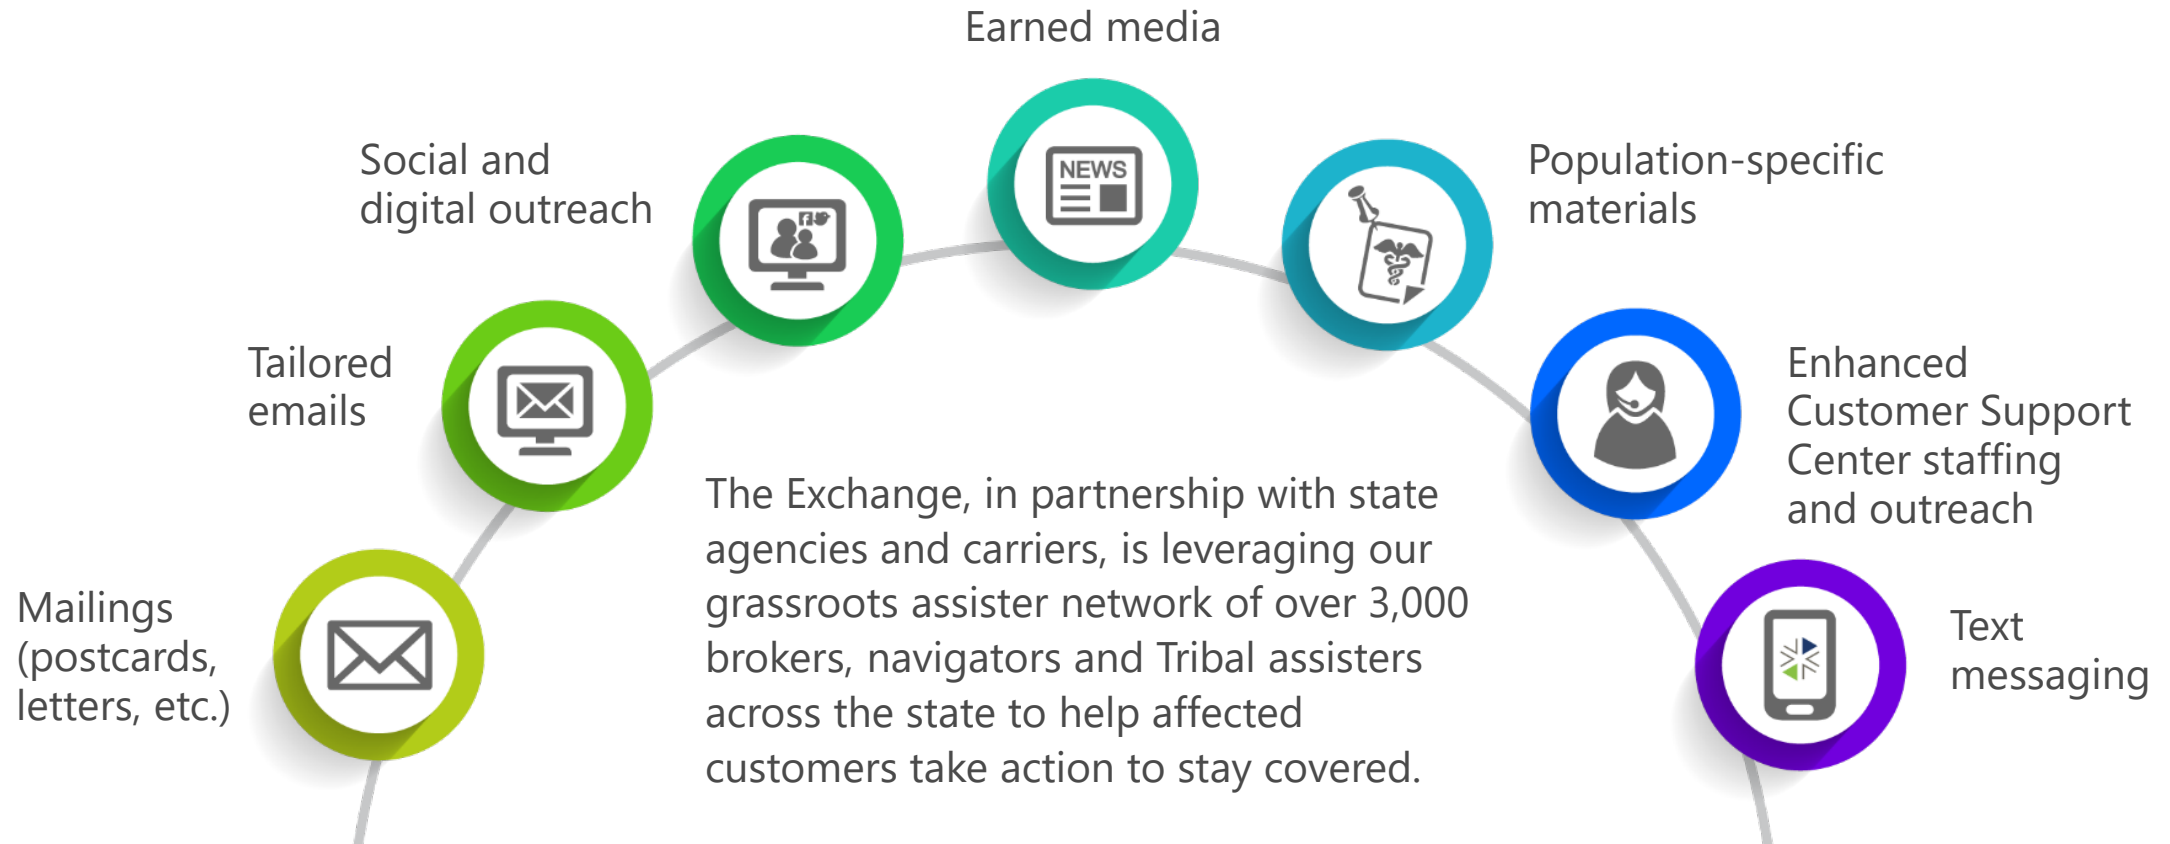 Earned media
Social and
digital outreach
NEWS
Population-specific
materials
Tailored
emails
Enhanced
Customer Support
Center staffing
and outreach
The Exchange, in partnership with state
agencies and carriers, is leveraging our
grassroots assister network of over 3,000
brokers, navigators and Tribal assisters
across the state to help affected
customers take action to stay covered.
Mailings
(postcards,
letters, etc.)
Text
messaging